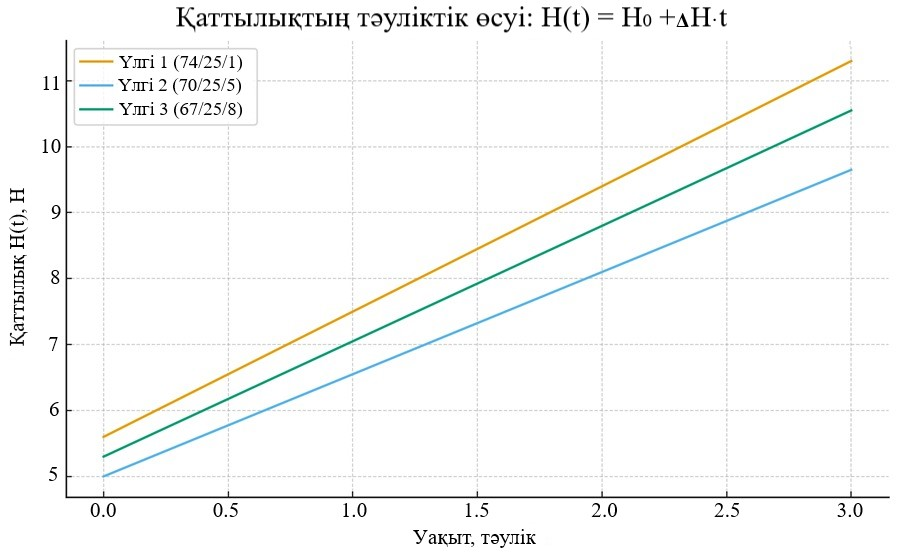 Қаттылықтың тәуліктік өсуі: H(t) = H₀ +ΔH·t
Үлгі 1 (74/25/1)
Үлгі 2 (70/25/5)
Үлгі 3 (67/25/8)
Қаттылық H(t), Н
11
10
9
8
7
6
5
0.0 0.5 1.0 1.5 2.0 2.5 3.0
Уақыт, тәулік